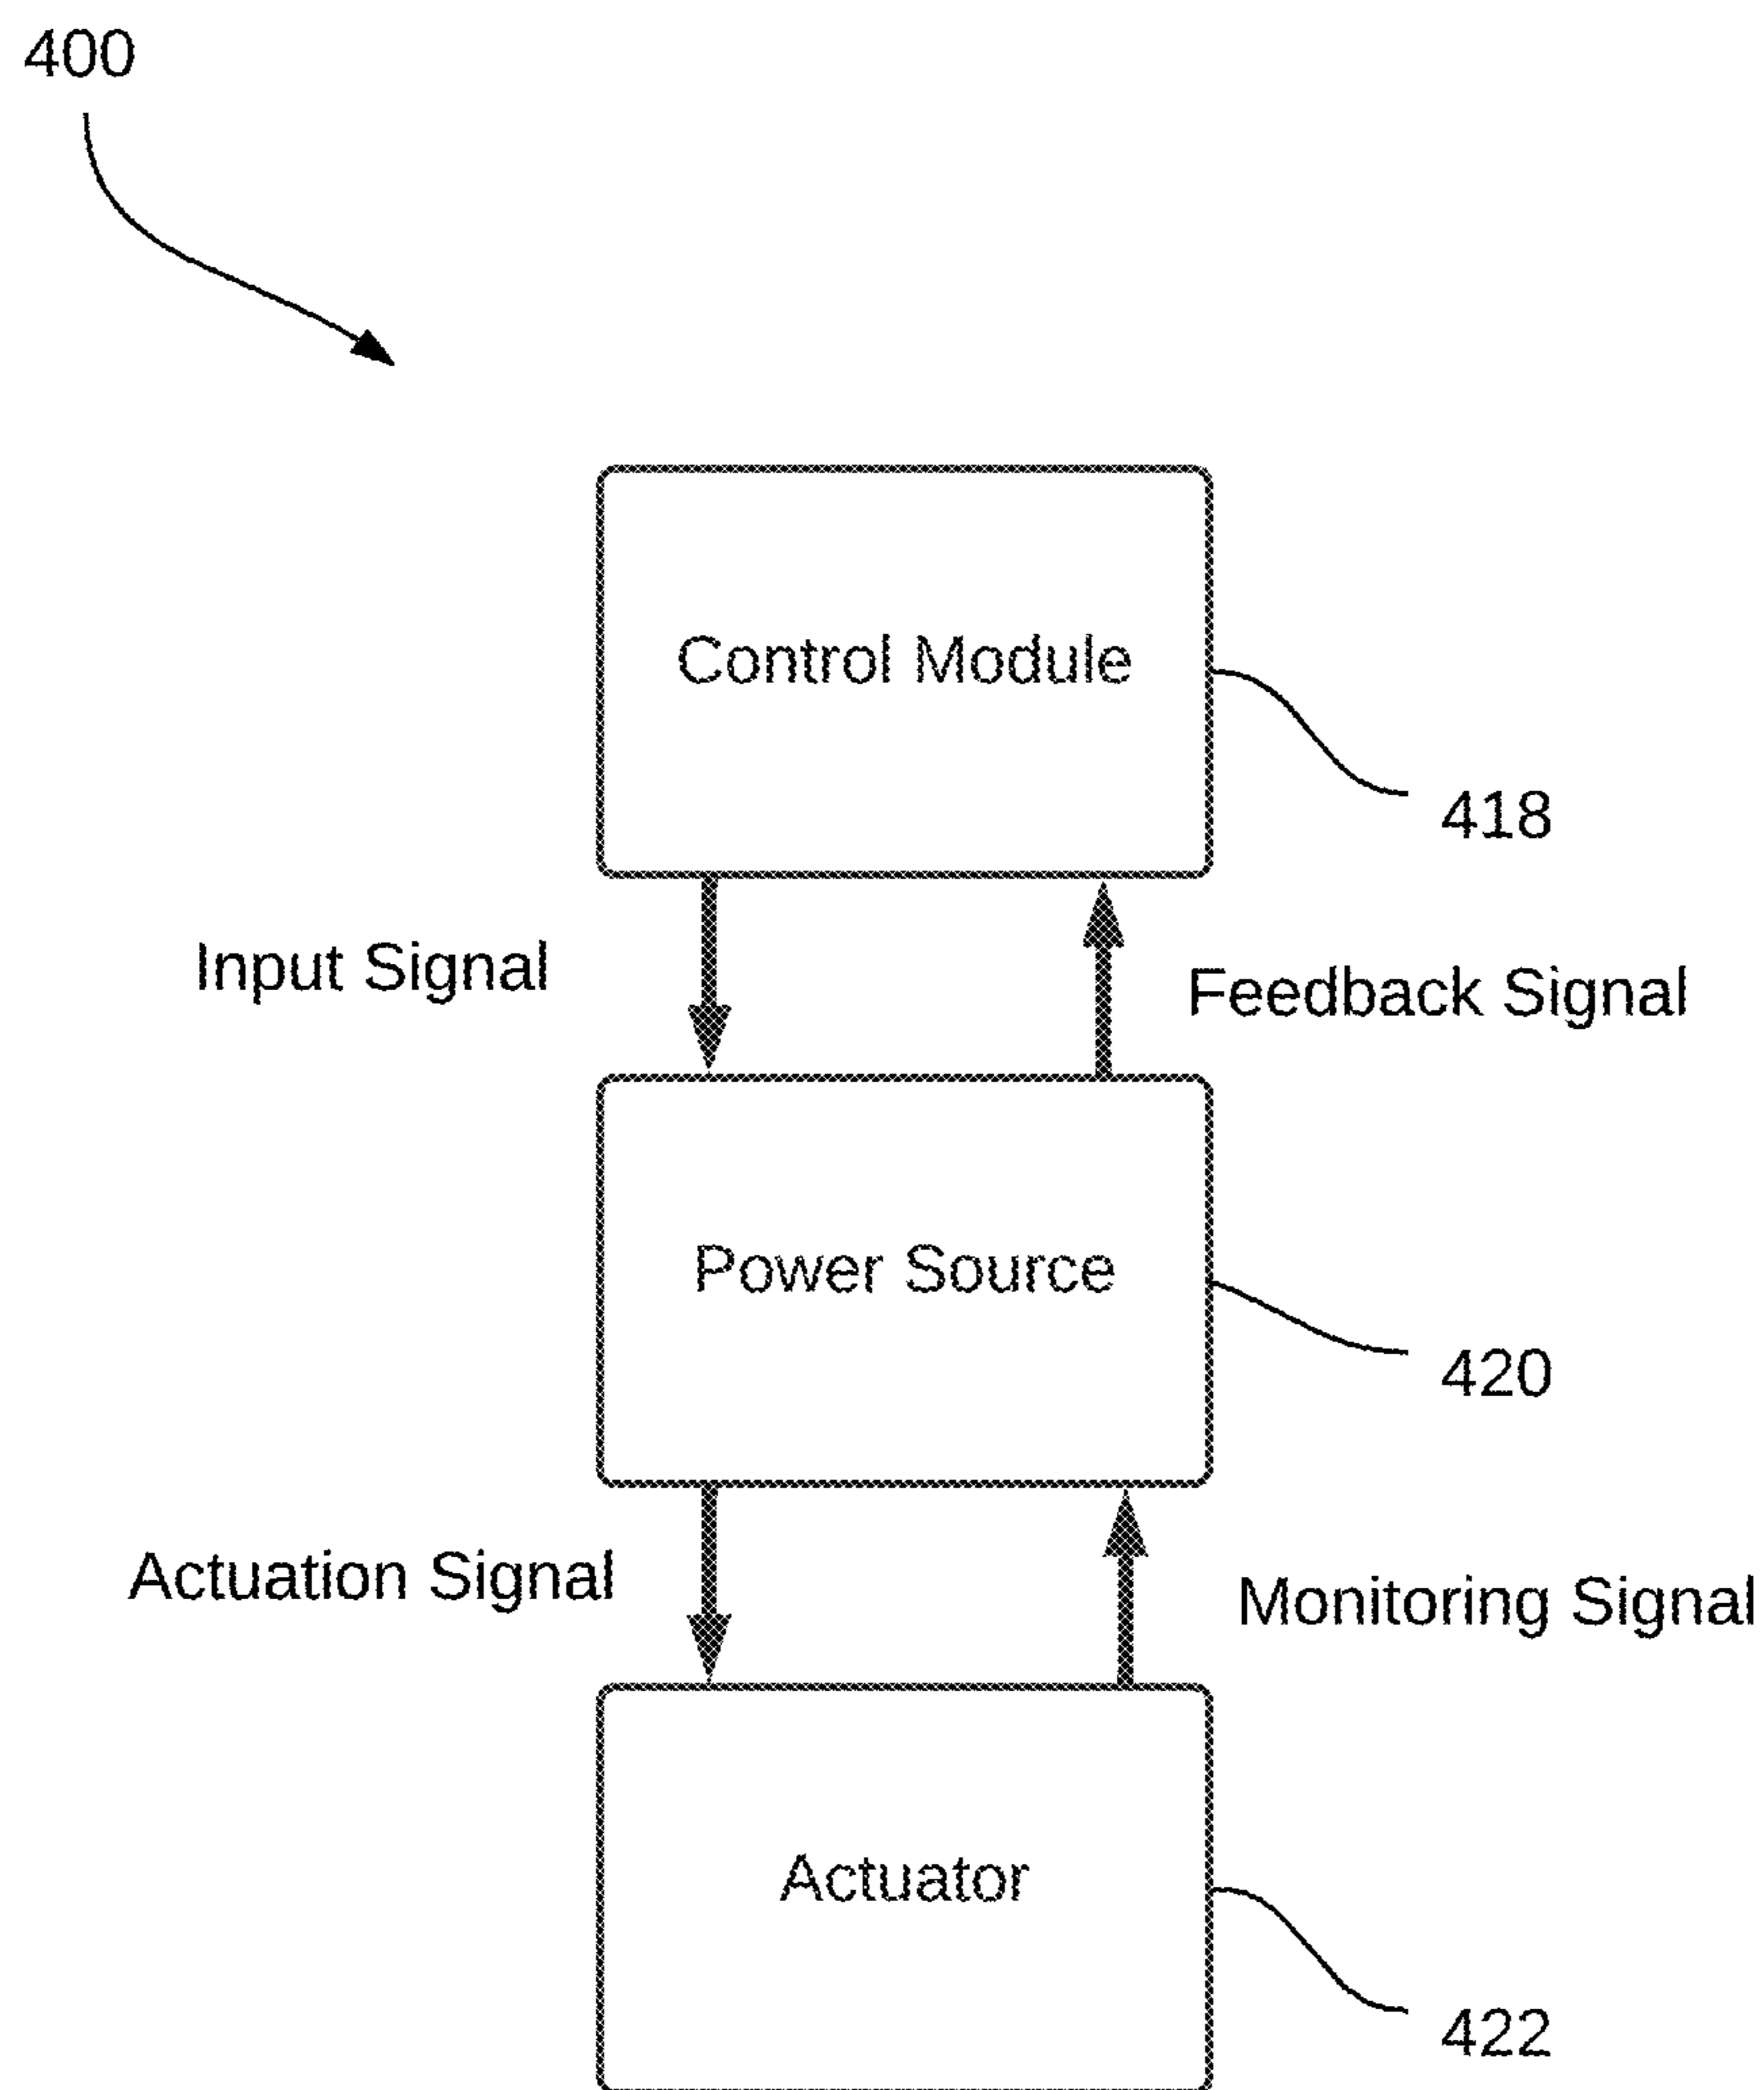 400
Control Module
418
Input Signal
Feedback Signal
Power Source
420
Actuation Signal
Monitoring Signal
Actuator
422